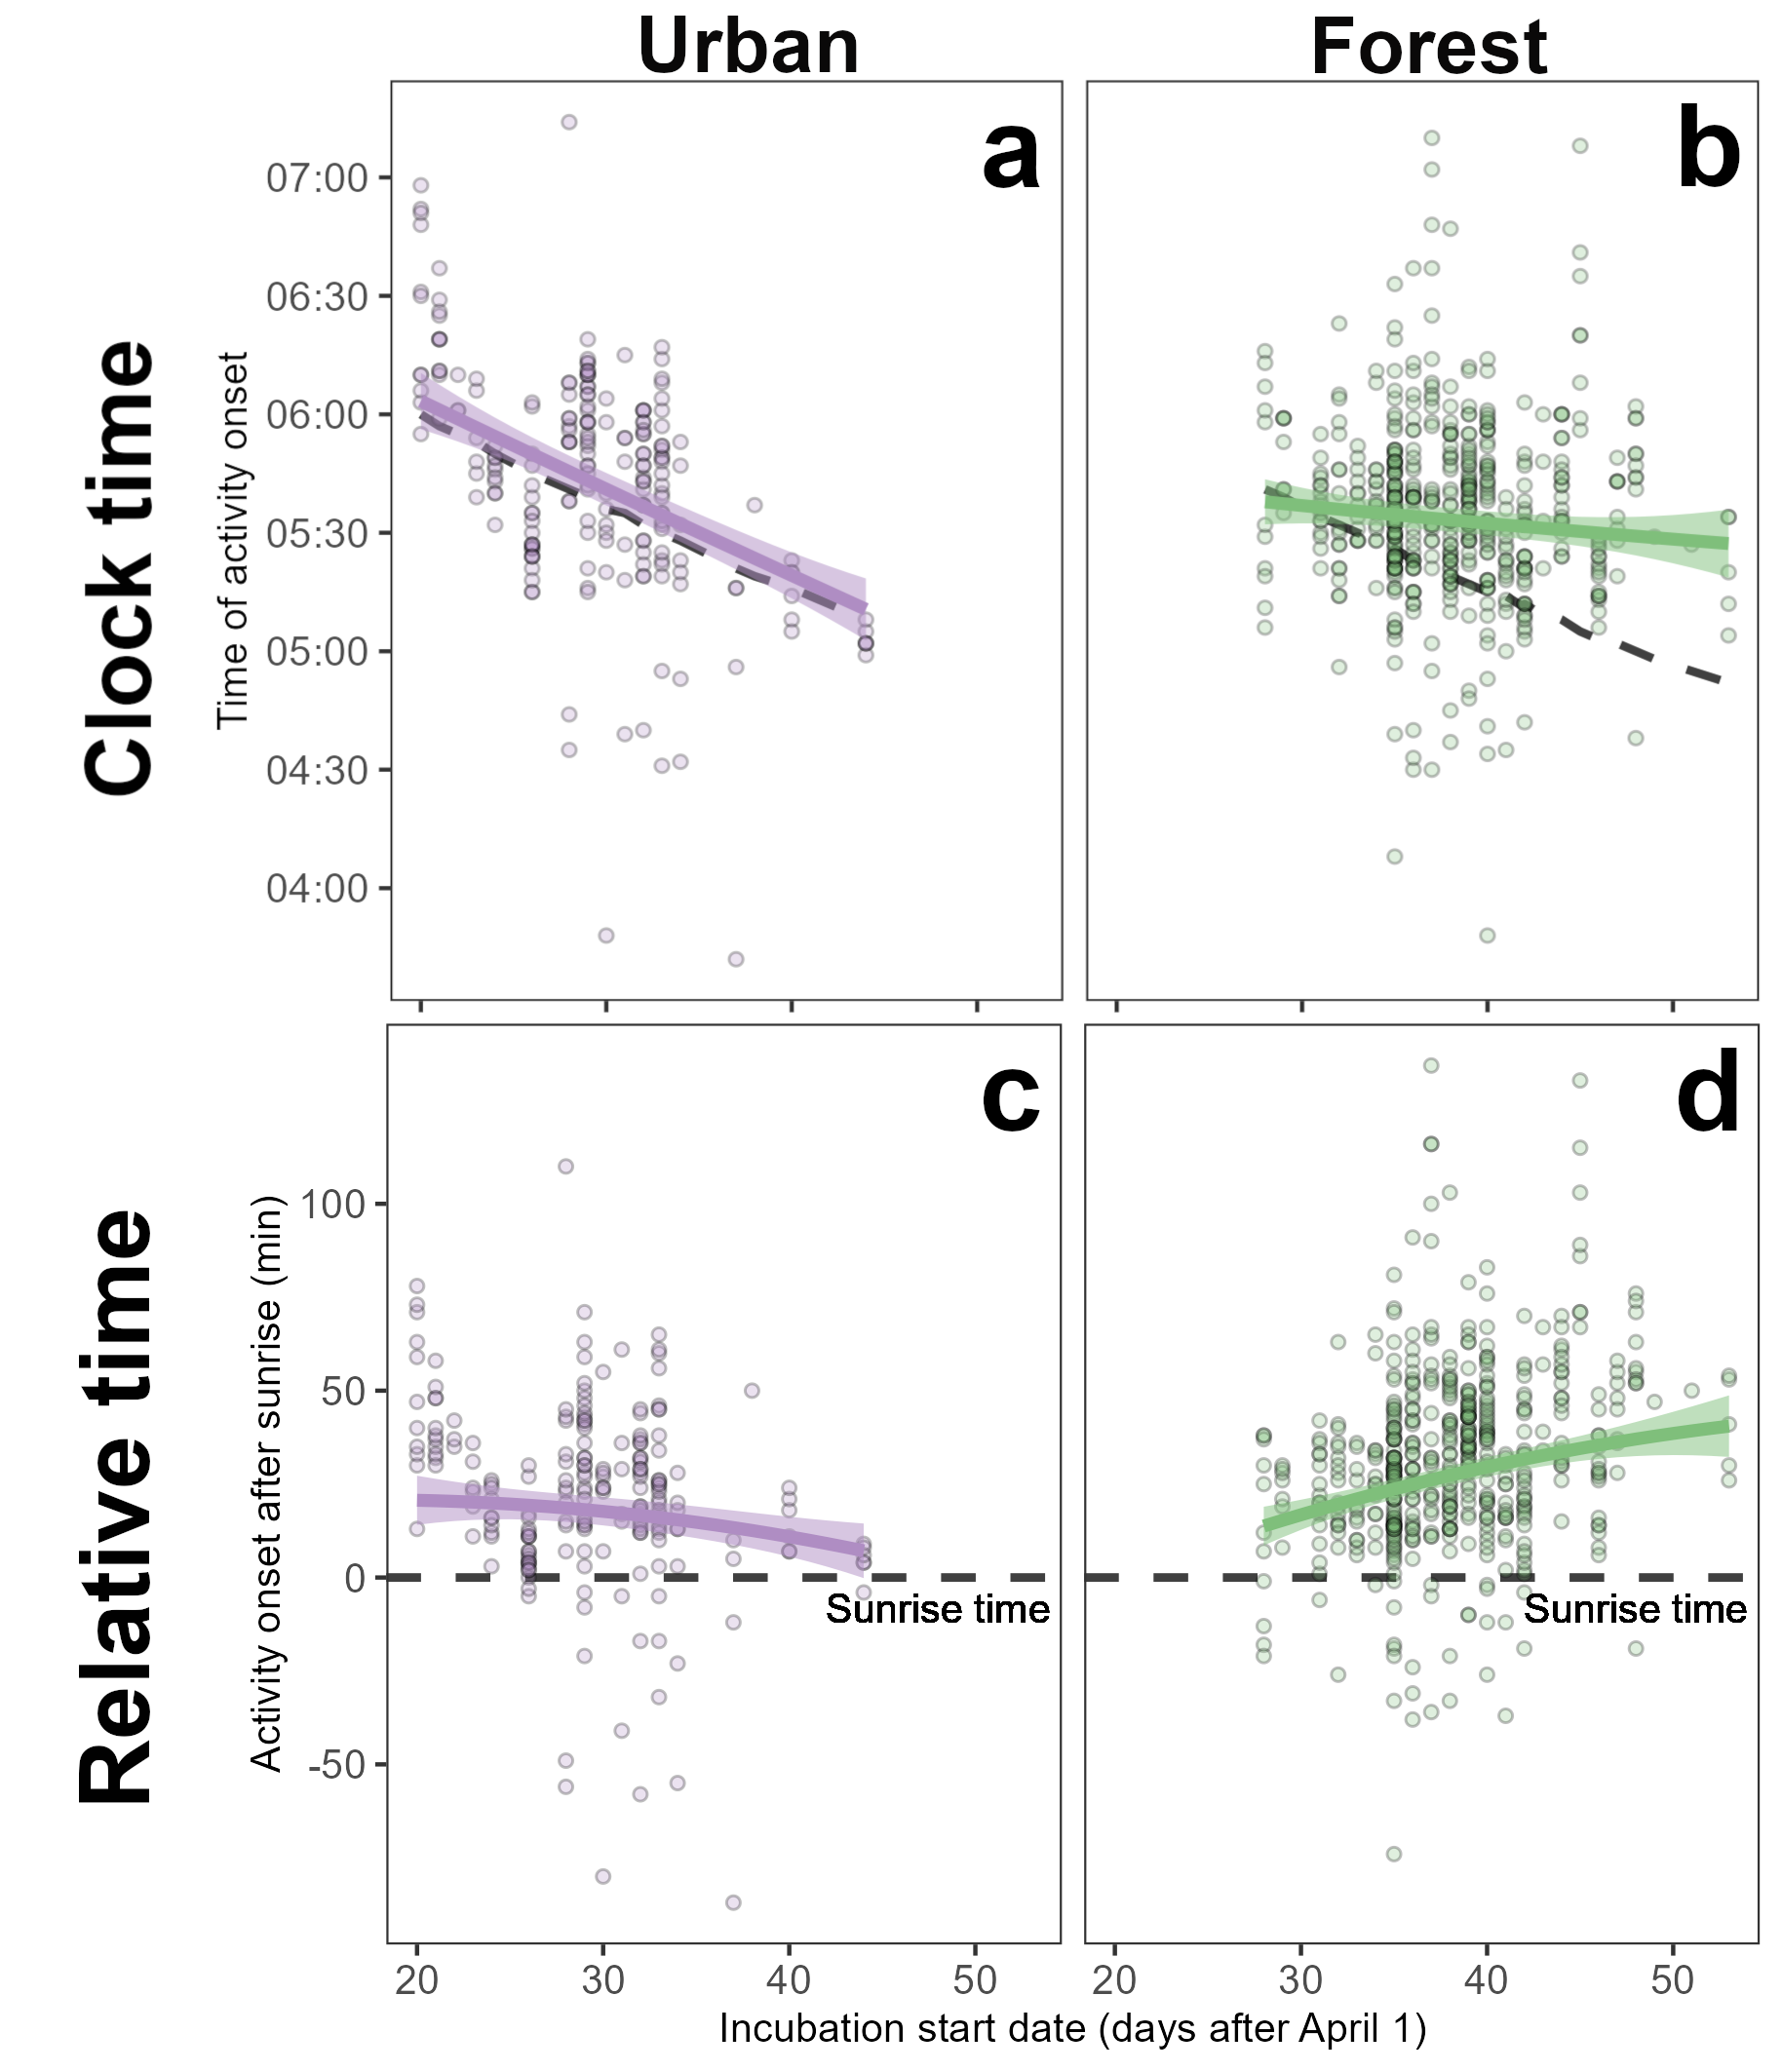 Urban
Forest
Clock time
Time of activity onset
07:00
06:30
06:00
05:30
05:00
04:30
04:00
a
b
Relative time
Activity onset after sunrise (min)
100
50
0
-50
c
Sunrise time
d
Sunrise time
20 30 40 50
20 30 40 50
Incubation start date (days after April 1)